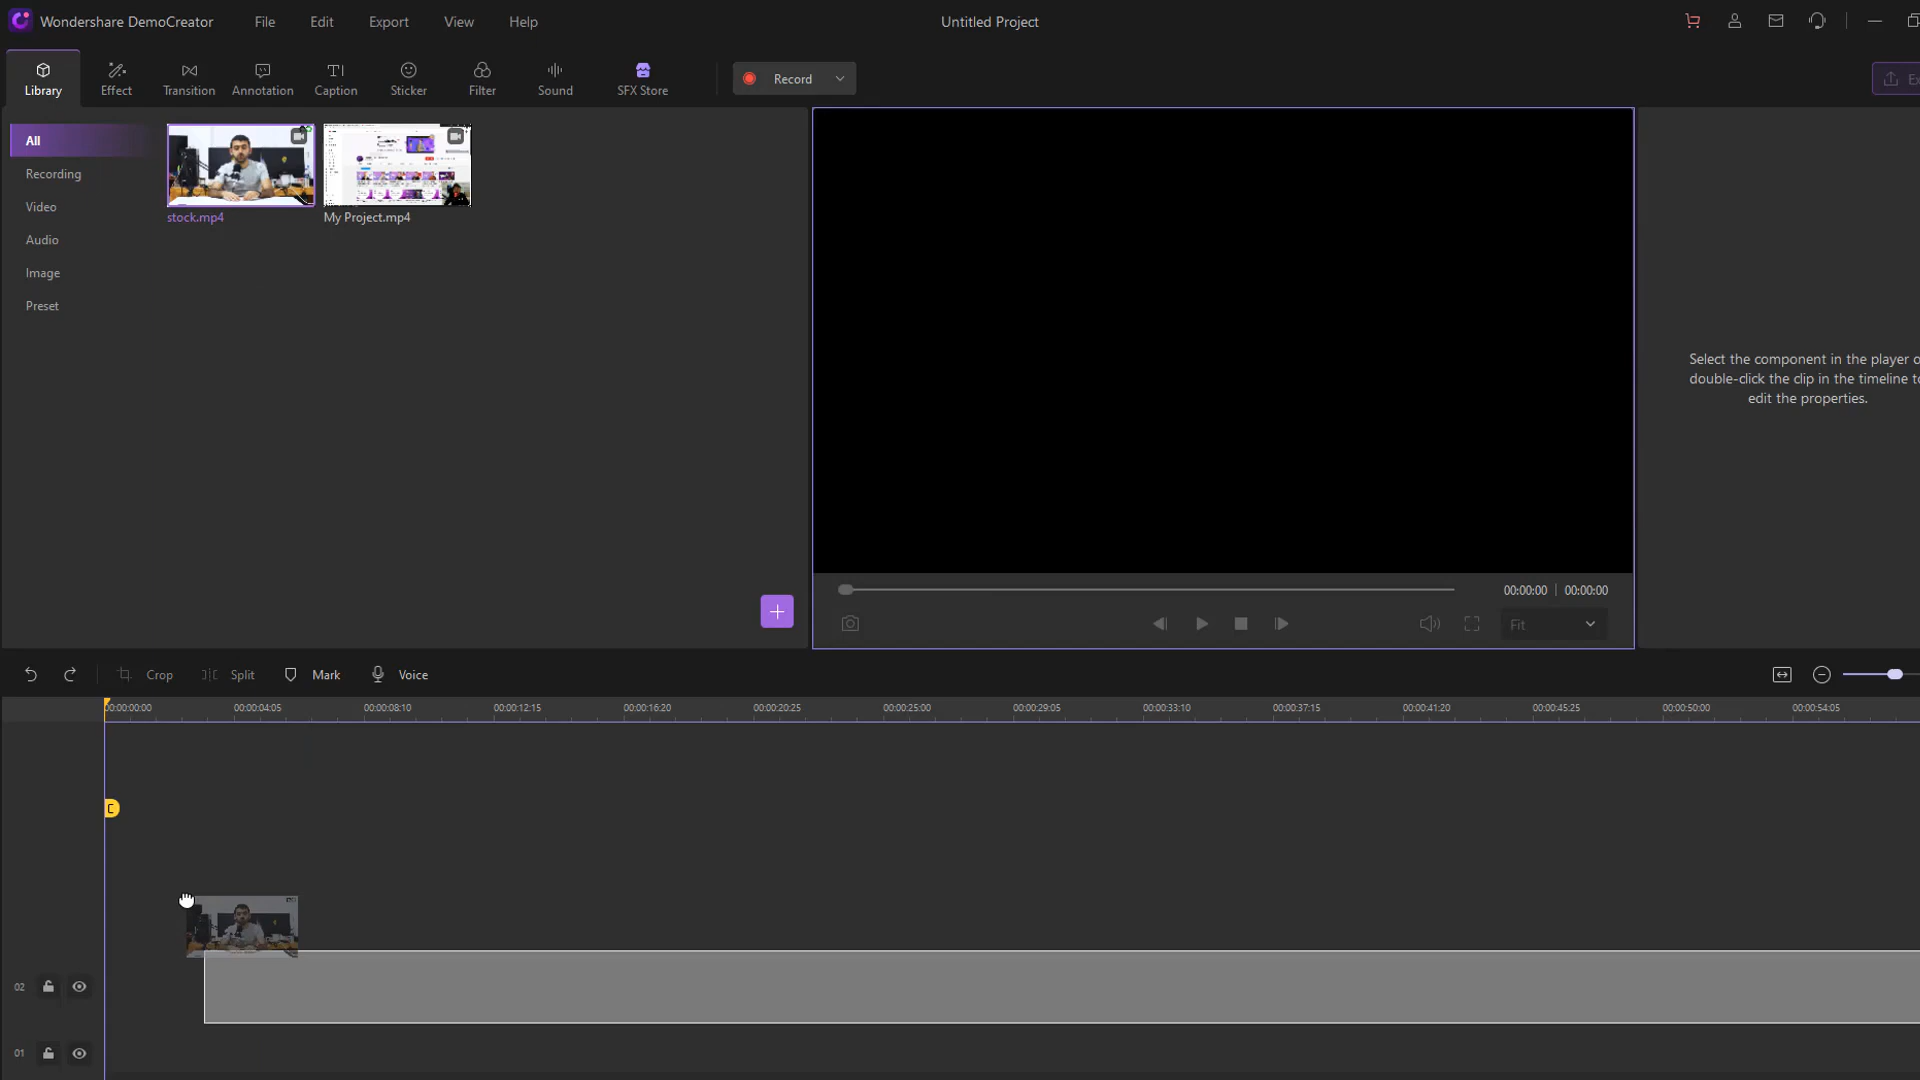 Wondershare DemoCreator
File
Edit
Export
View
Help
Untitled Project
Library
Effect
Transition
Annotation
Caption
Sticker
Filter
Sound
SFX Store
Record
All
Recording
Video
Audio
Image
Preset
stock.mp4
My Project.mp4
Select the component in the player o
double-click the clip in the timeline to
edit the properties.
00:00:00 | 00:00:00
Fit
Crop
Split
Mark
Voice
00:00:00:00
00:00:04:05
00:00:08:10
00:00:12:15
00:00:16:20
00:00:20:25
00:00:25:00
00:00:29:05
00:00:33:10
00:00:37:15
00:00:41:20
00:00:45:25
00:00:50:00
00:00:54:05
02
01